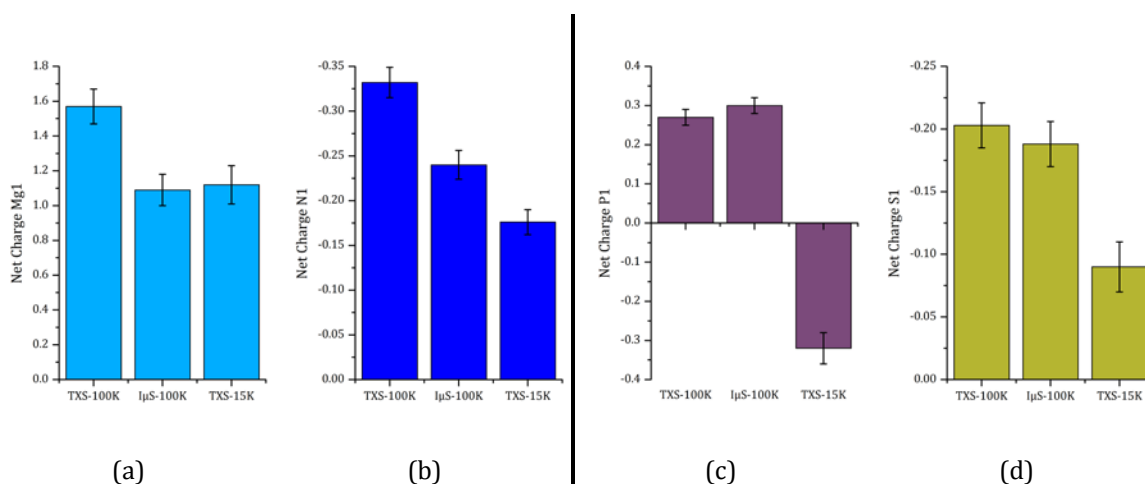 Net Charge Mg1
1.8
1.6
1.4
1.2
1.0
0.8
0.6
0.4
0.2
0.0
TXS-100K IμS-100K TXS-15K
(a)
Net Charge N1
-0.35
-0.30
-0.25
-0.20
-0.15
-0.10
-0.05
0.00
TXS-100K IμS-100K TXS-15K
(b)
Net Charge P1
0.4
0.3
0.2
0.1
0.0
-0.1
-0.2
-0.3
-0.4
TXS-100K IμS-100K TXS-15K
(c)
Net Charge S1
-0.25
-0.20
-0.15
-0.10
-0.05
0.00
TXS-100K IμS-100K TXS-15K
(d)